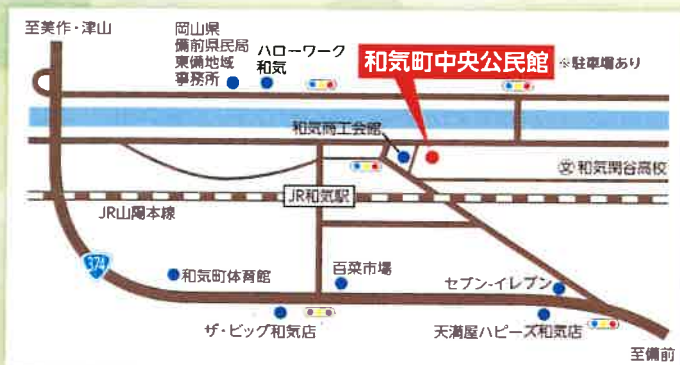 至美作・津山
岡山県
備前県民局
東備地域
事務所
ハローワーク
和気
和気町中央公民館
※駐車場あり
和気商工会館
和気閑谷高校
JR和気駅
JR山陽本線
374
和気町体育館
百菜市場
セブン-イレブン
ザ・ビッグ和気店
天満屋ハピーズ和気店
至備前